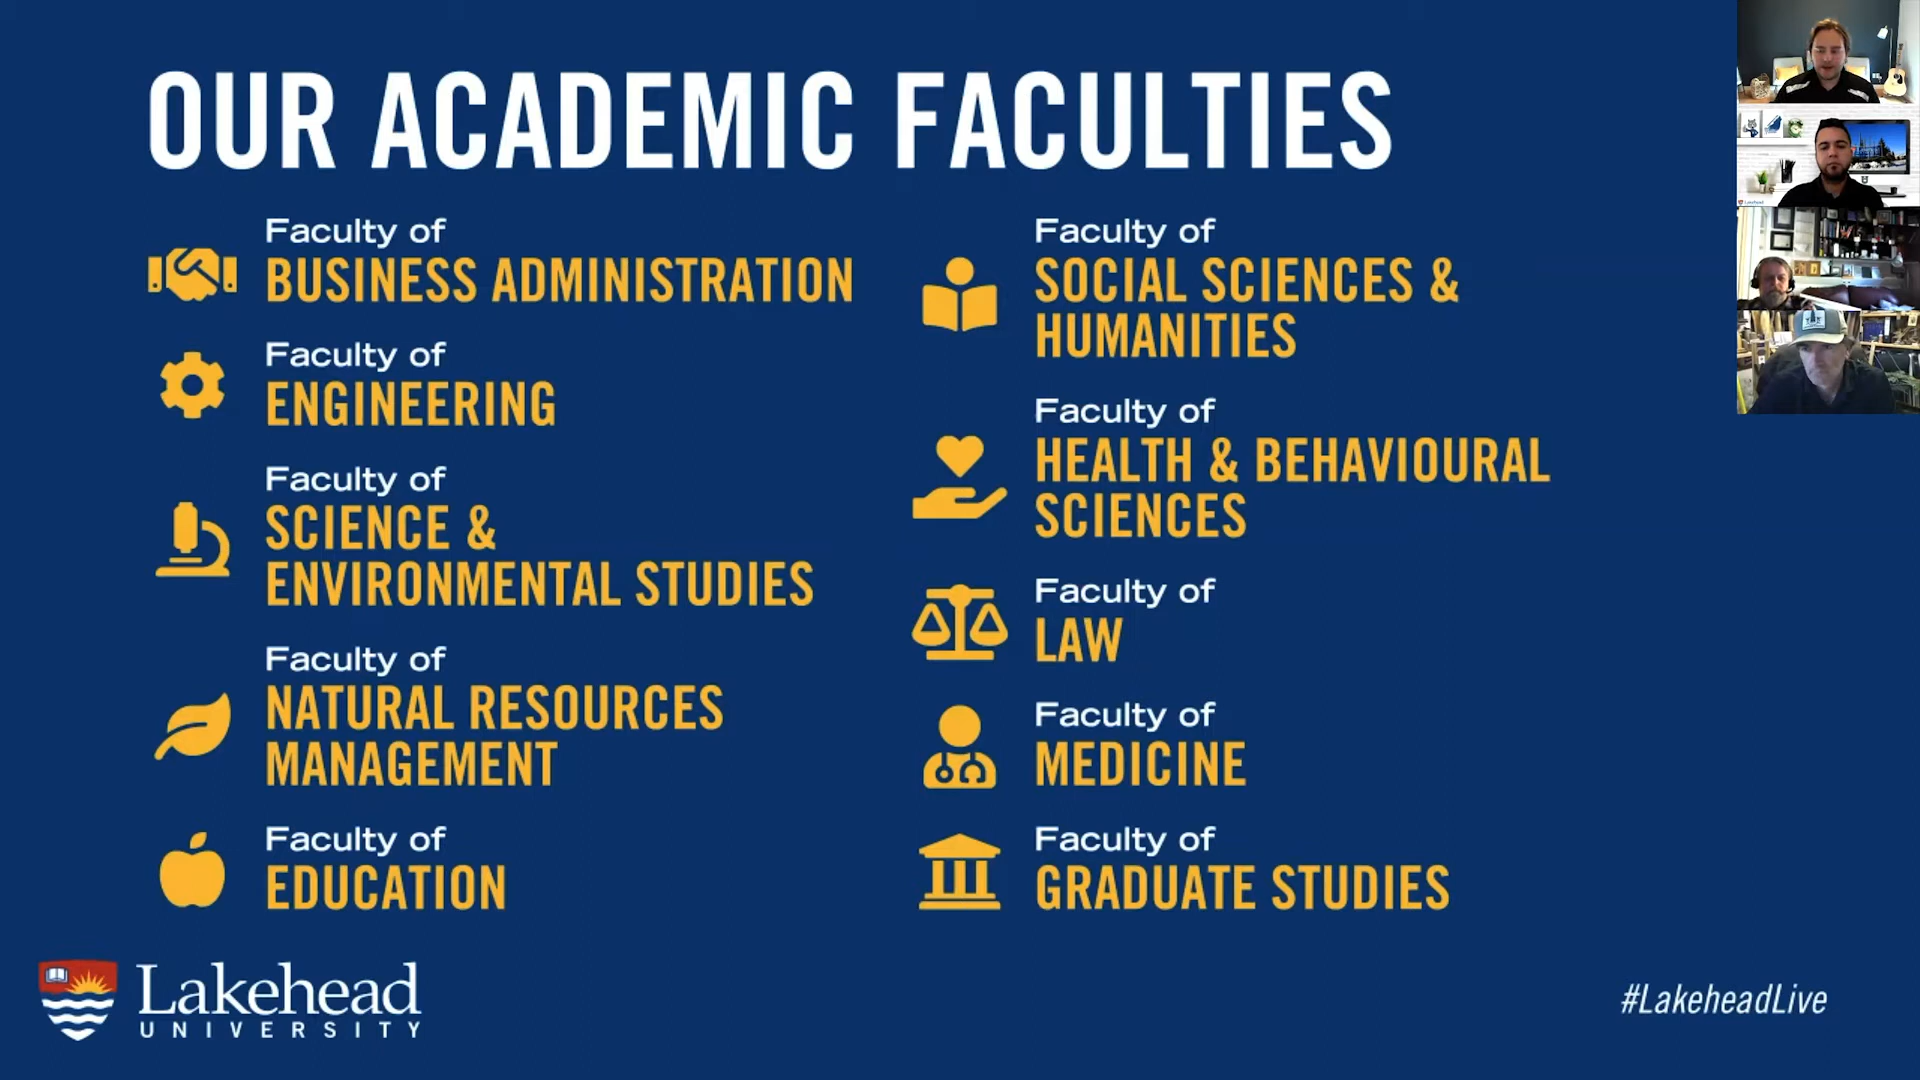 OUR ACADEMIC FACULTIES
Faculty of
BUSINESS ADMINISTRATION
Faculty of
ENGINEERING
Faculty of
SCIENCE &
ENVIRONMENTAL STUDIES
Faculty of
NATURAL RESOURCES
MANAGEMENT
Faculty of
EDUCATION
Faculty of
SOCIAL SCIENCES &
HUMANITIES
Faculty of
HEALTH & BEHAVIOURAL
SCIENCES
Faculty of
LAW
Faculty of
MEDICINE
Faculty of
GRADUATE STUDIES
Lakehead
UNIVERSITY
#LakeheadLive
Lakehead